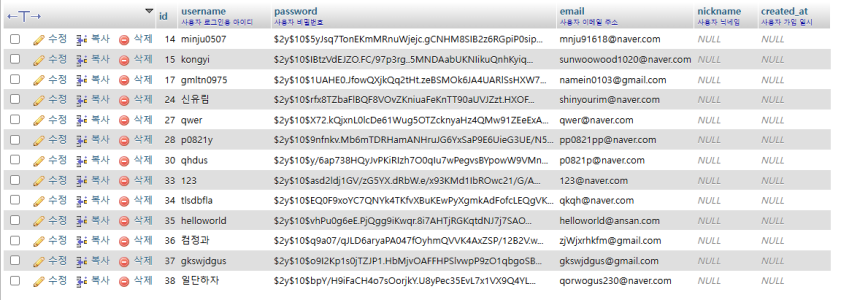 ←T→ id username password email nickname created_at
사용자 로그인용 아이디 사용자 비밀번호 사용자 이메일 주소 사용자 닉네임 사용자 가입 일시
수정 복사 삭제 14 minju0507 mnju91618@naver.com NULL NULL
수정 복사 삭제 15 kongyi sunwoowood1020@naver.com NULL NULL
수정 복사 삭제 17 gmltn0975 namein0103@gmail.com NULL NULL
수정 복사 삭제 24 신유림 shinyourim@naver.com NULL NULL
수정 복사 삭제 27 qwer qwer@naver.com NULL NULL
수정 복사 삭제 28 p0821y pp0821pp@naver.com NULL NULL
수정 복사 삭제 30 qhdus p0821p@naver.com NULL NULL
수정 복사 삭제 33 123 123@naver.com NULL NULL
수정 복사 삭제 34 tlsdbfla qkqh@naver.com NULL NULL
수정 복사 삭제 35 helloworld helloworld@ansan.com NULL NULL
수정 복사 삭제 36 컴정과 zjWjxrhkfm@gmail.com NULL NULL
수정 복사 삭제 37 gkswjdgus gkswjdgus@gmail.com NULL NULL
수정 복사 삭제 38 일단하자 qorwogus230@naver.com NULL NULL